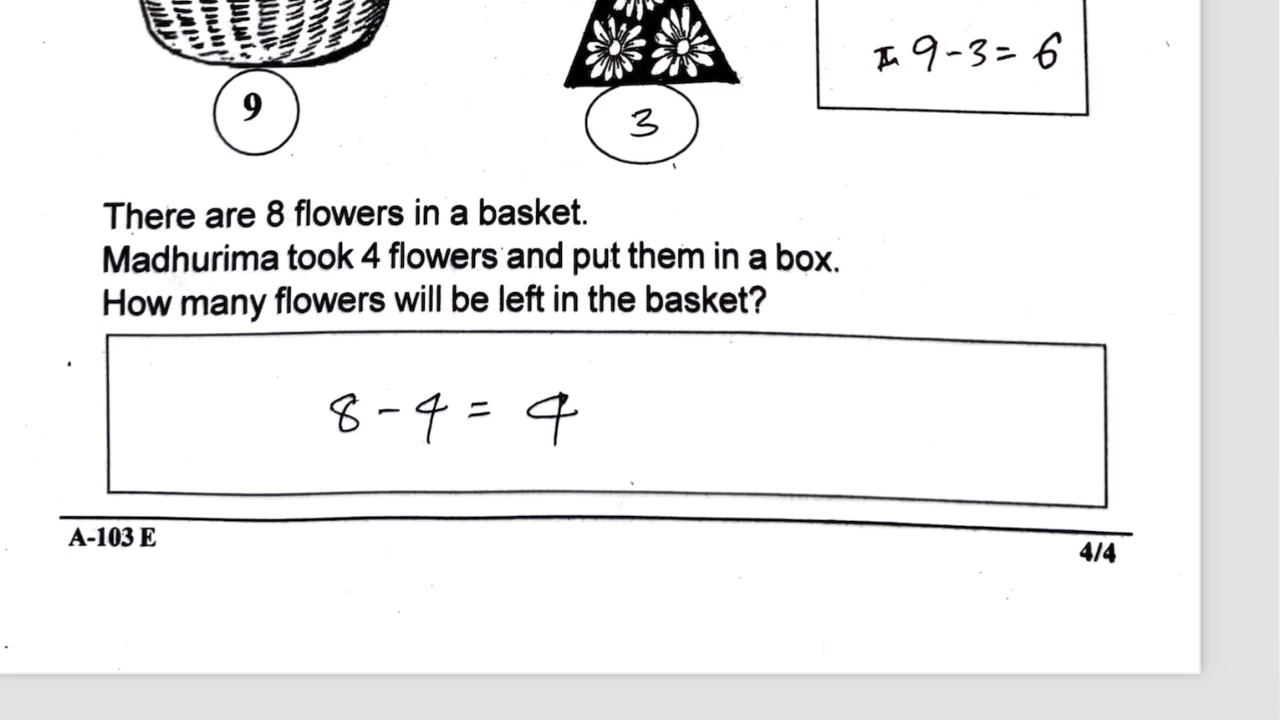 9-3=6
9
3
There are 8 flowers in a basket.
Madhurima took 4 flowers and put them in a box.
How many flowers will be left in the basket?
8-4=4
A-103 E
4/4